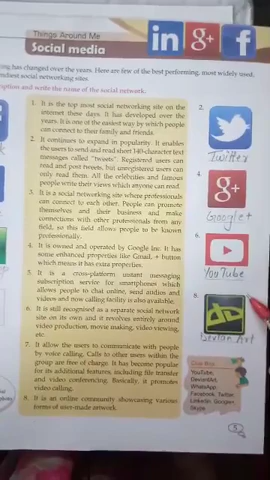 Things Around Me
Social media
in g+ f
ng has changed over the years. Here are few of the best performing, most widely used,
endliest social networking sites.
cription and write the name of the social network.
1. It is the top most social networking site on the
internet these days. It has developed over the
years. It is one of the easiest way by which people
can connect to their family and friends.
2. It continues to expand in popularity. It enables
the users to send and read short 140-character text
messages called "tweets". Registered users can
read and post tweets, but unregistered users can
only read them. All the celebrities and famous
people write their views which anyone can read.
3. It is a social networking site where professionals
can connect to each other. People can promote
themselves and their business and make
connections with other professionals from any
field, so this field allows people to be known
professionally.
4. It is owned and operated by Google Inc. It has
some enhanced properties like Gmail, + button
which means it has extra properties.
5. It is a cross-platform instant messaging
subscription service for smartphones which
allows people to chat online, send audios and
videos and now calling facility is also available.
6. It is still recognised as a separate social network
site on its own and it revolves entirely around
video production, movie making, video viewing,
etc.
7. It allow the users to communicate with people
by voice calling. Calls to other users within the
group are free of charge. It has become popular
for its additional features, including file transfer
and video conferencing. Basically, it promotes
video calling.
8. It is an online community showcasing various
forms of user-made artwork.
2.
Twitter
4.
g+
Google+
6.
YouTube
8.
Devian Art
Clue Box
YouTube,
DeviantArt,
WhatsApp,
Facebook, Twitter,
Linkedin, Google+,
Skype
5